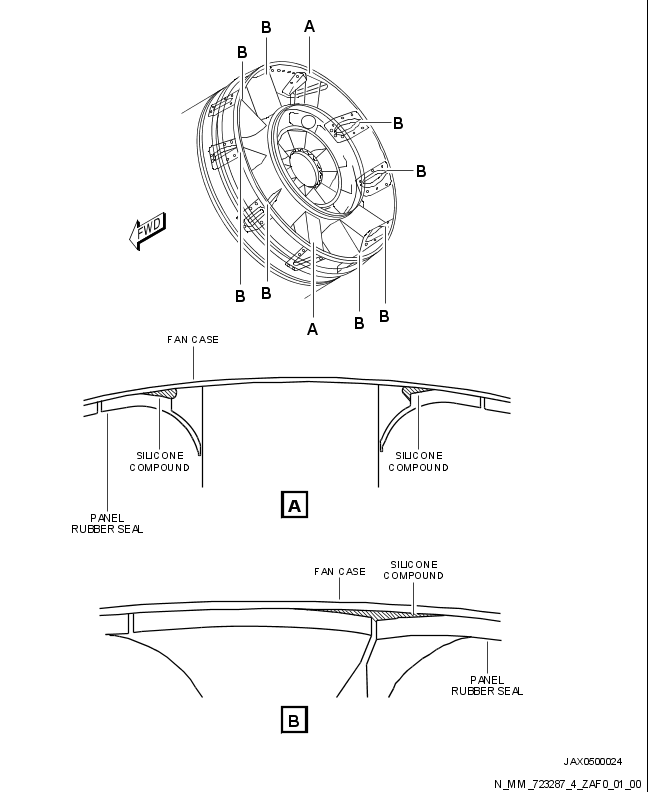 B
A
B
B
B
FWD
B
B
B
B
A
FAN CASE
SILICONE
COMPOUND
SILICONE
COMPOUND
PANEL
RUBBER SEAL
A
FAN CASE
SILICONE
COMPOUND
PANEL
RUBBER SEAL
B
JAX0500024
N_MM_723287_4_ZAF0_01_00